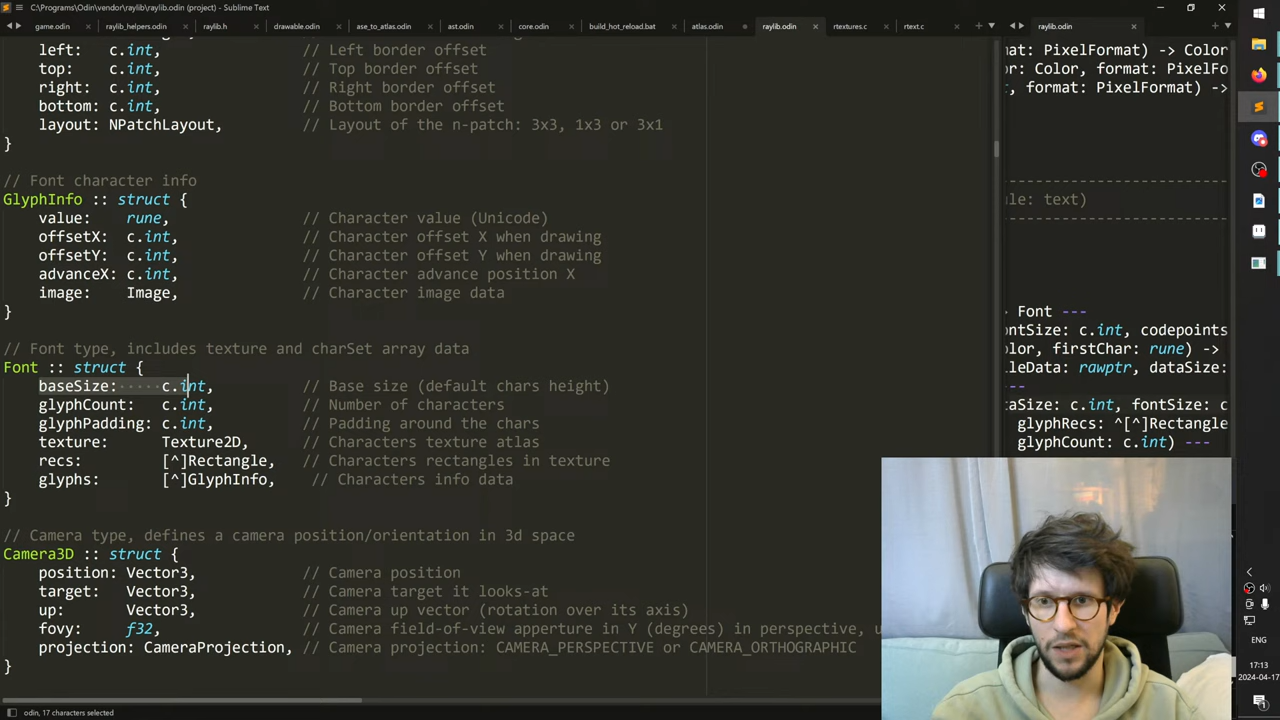 C:\Programs\Odin\vendor\raylib\raylib.odin (project) - Sublime Text
game.odin
raylib_helpers.odin
raylib.h
drawable.odin
ase_to_atlas.odin
ast.odin
core.odin
build_hot_reload.bat
atlas.odin
raylib.odin
rtextures.c
rtext.c
raylib.odin
left: c.int, // Left border offset
top: c.int, // Top border offset
right: c.int, // Right border offset
bottom: c.int, // Bottom border offset
layout: NPatchLayout, // Layout of the n-patch: 3x3, 1x3 or 3x1
}
// Font character info
GlyphInfo :: struct {
value: rune, // Character value (Unicode)
offsetX: c.int, // Character offset X when drawing
offsetY: c.int, // Character offset Y when drawing
advanceX: c.int, // Character advance position X
image: Image, // Character image data
}
// Font type, includes texture and charSet array data
Font :: struct {
baseSize: c.int, // Base size (default chars height)
glyphCount: c.int, // Number of characters
glyphPadding: c.int, // Padding around the chars
texture: Texture2D, // Characters texture atlas
recs: [^]Rectangle, // Characters rectangles in texture
glyphs: [^]GlyphInfo, // Characters info data
}
// Camera type, defines a camera position/orientation in 3d space
Camera3D :: struct {
position: Vector3, // Camera position
target: Vector3, // Camera target it looks-at
up: Vector3, // Camera up vector (rotation over its axis)
fovy: f32, // Camera field-of-view apperture in Y (degrees) in perspective, u
projection: CameraProjection, // Camera projection: CAMERA_PERSPECTIVE or CAMERA_ORTHOGRAPHIC
}
mat: PixelFormat) -> Color
or: Color, format: PixelFo
, format: PixelFormat) ->
ule: text)
Font ---
ontSize: c.int, codepoints
olor, firstChar: rune) ->
leData: rawptr, dataSize:
---
taSize: c.int, fontSize: c
glyphRecs: ^[^]Rectangle
glyphCount: c.int) ---
ENG
17:13
2024-04-17
odin, 17 characters selected